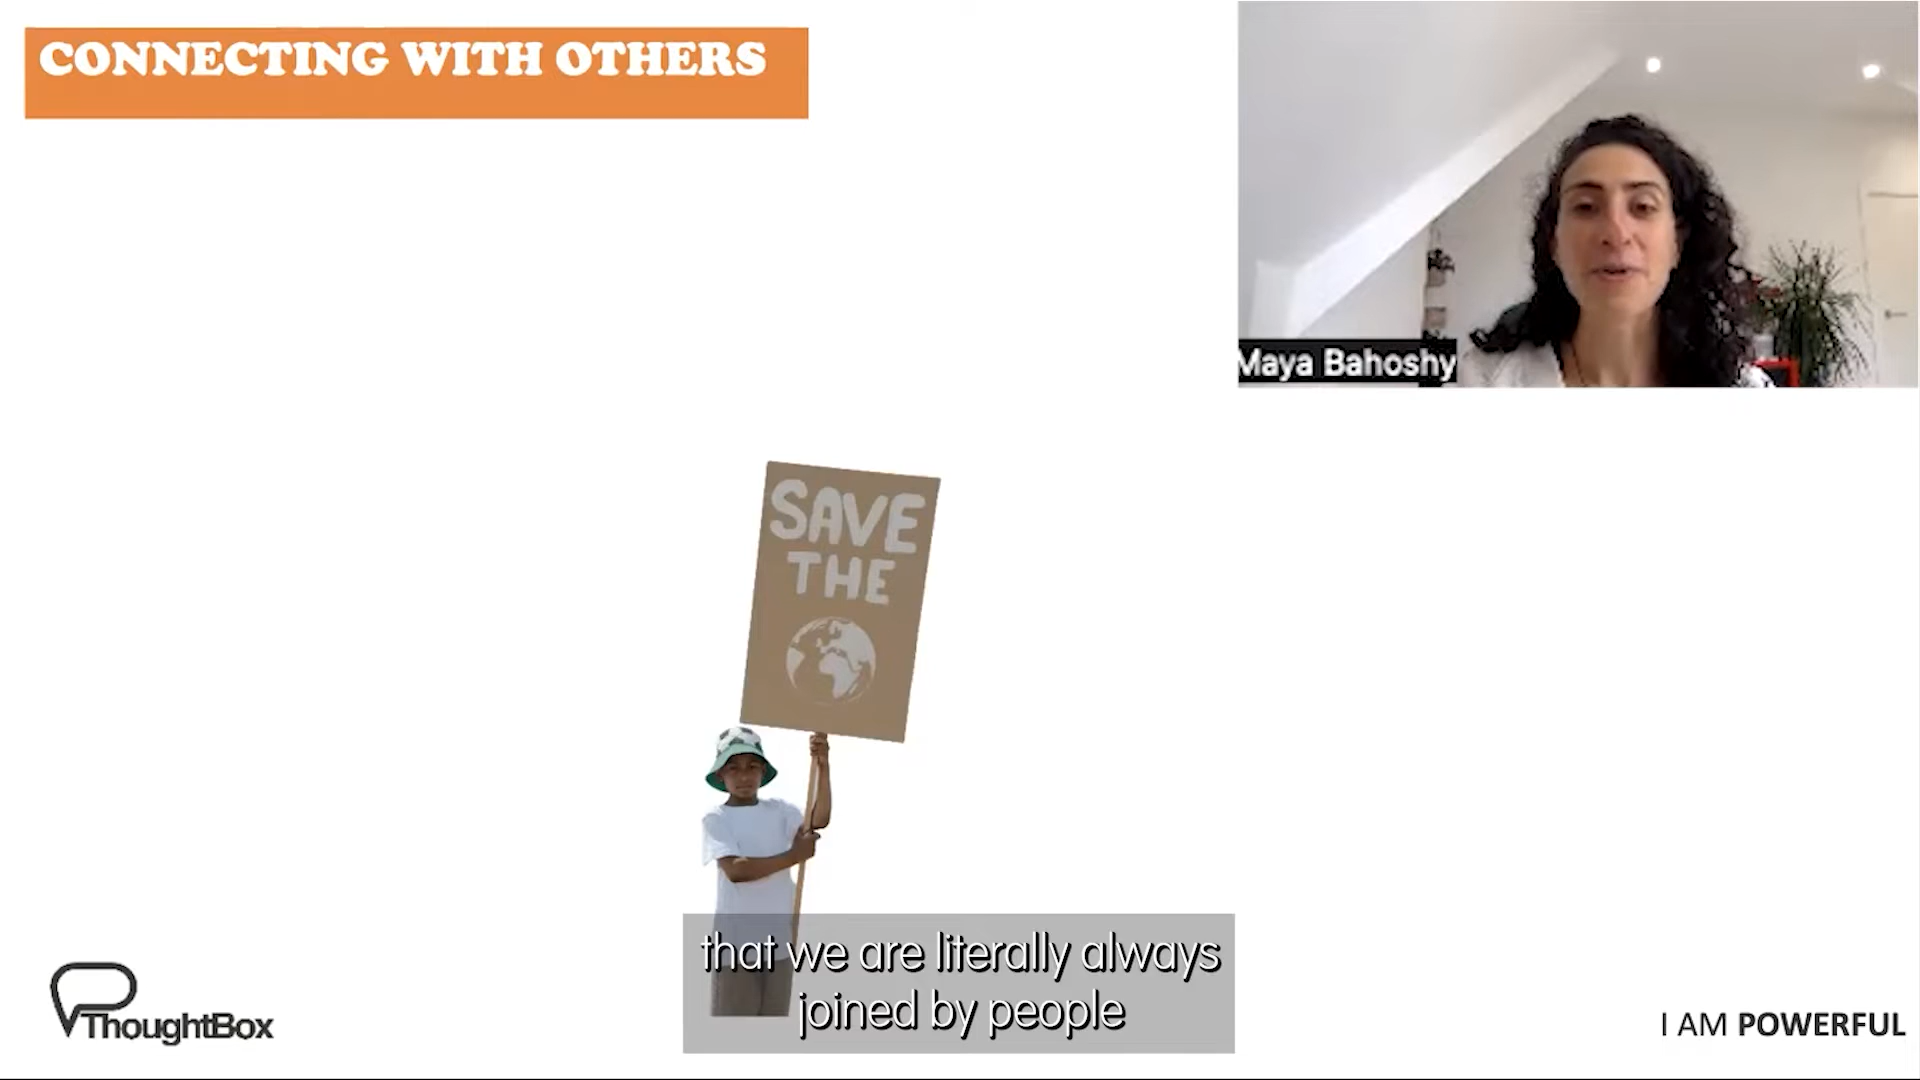 CONNECTING WITH OTHERS
Maya Bahoshy
SAVE
THE
that we are literally always
joined by people
ThoughtBox
I AM POWERFUL